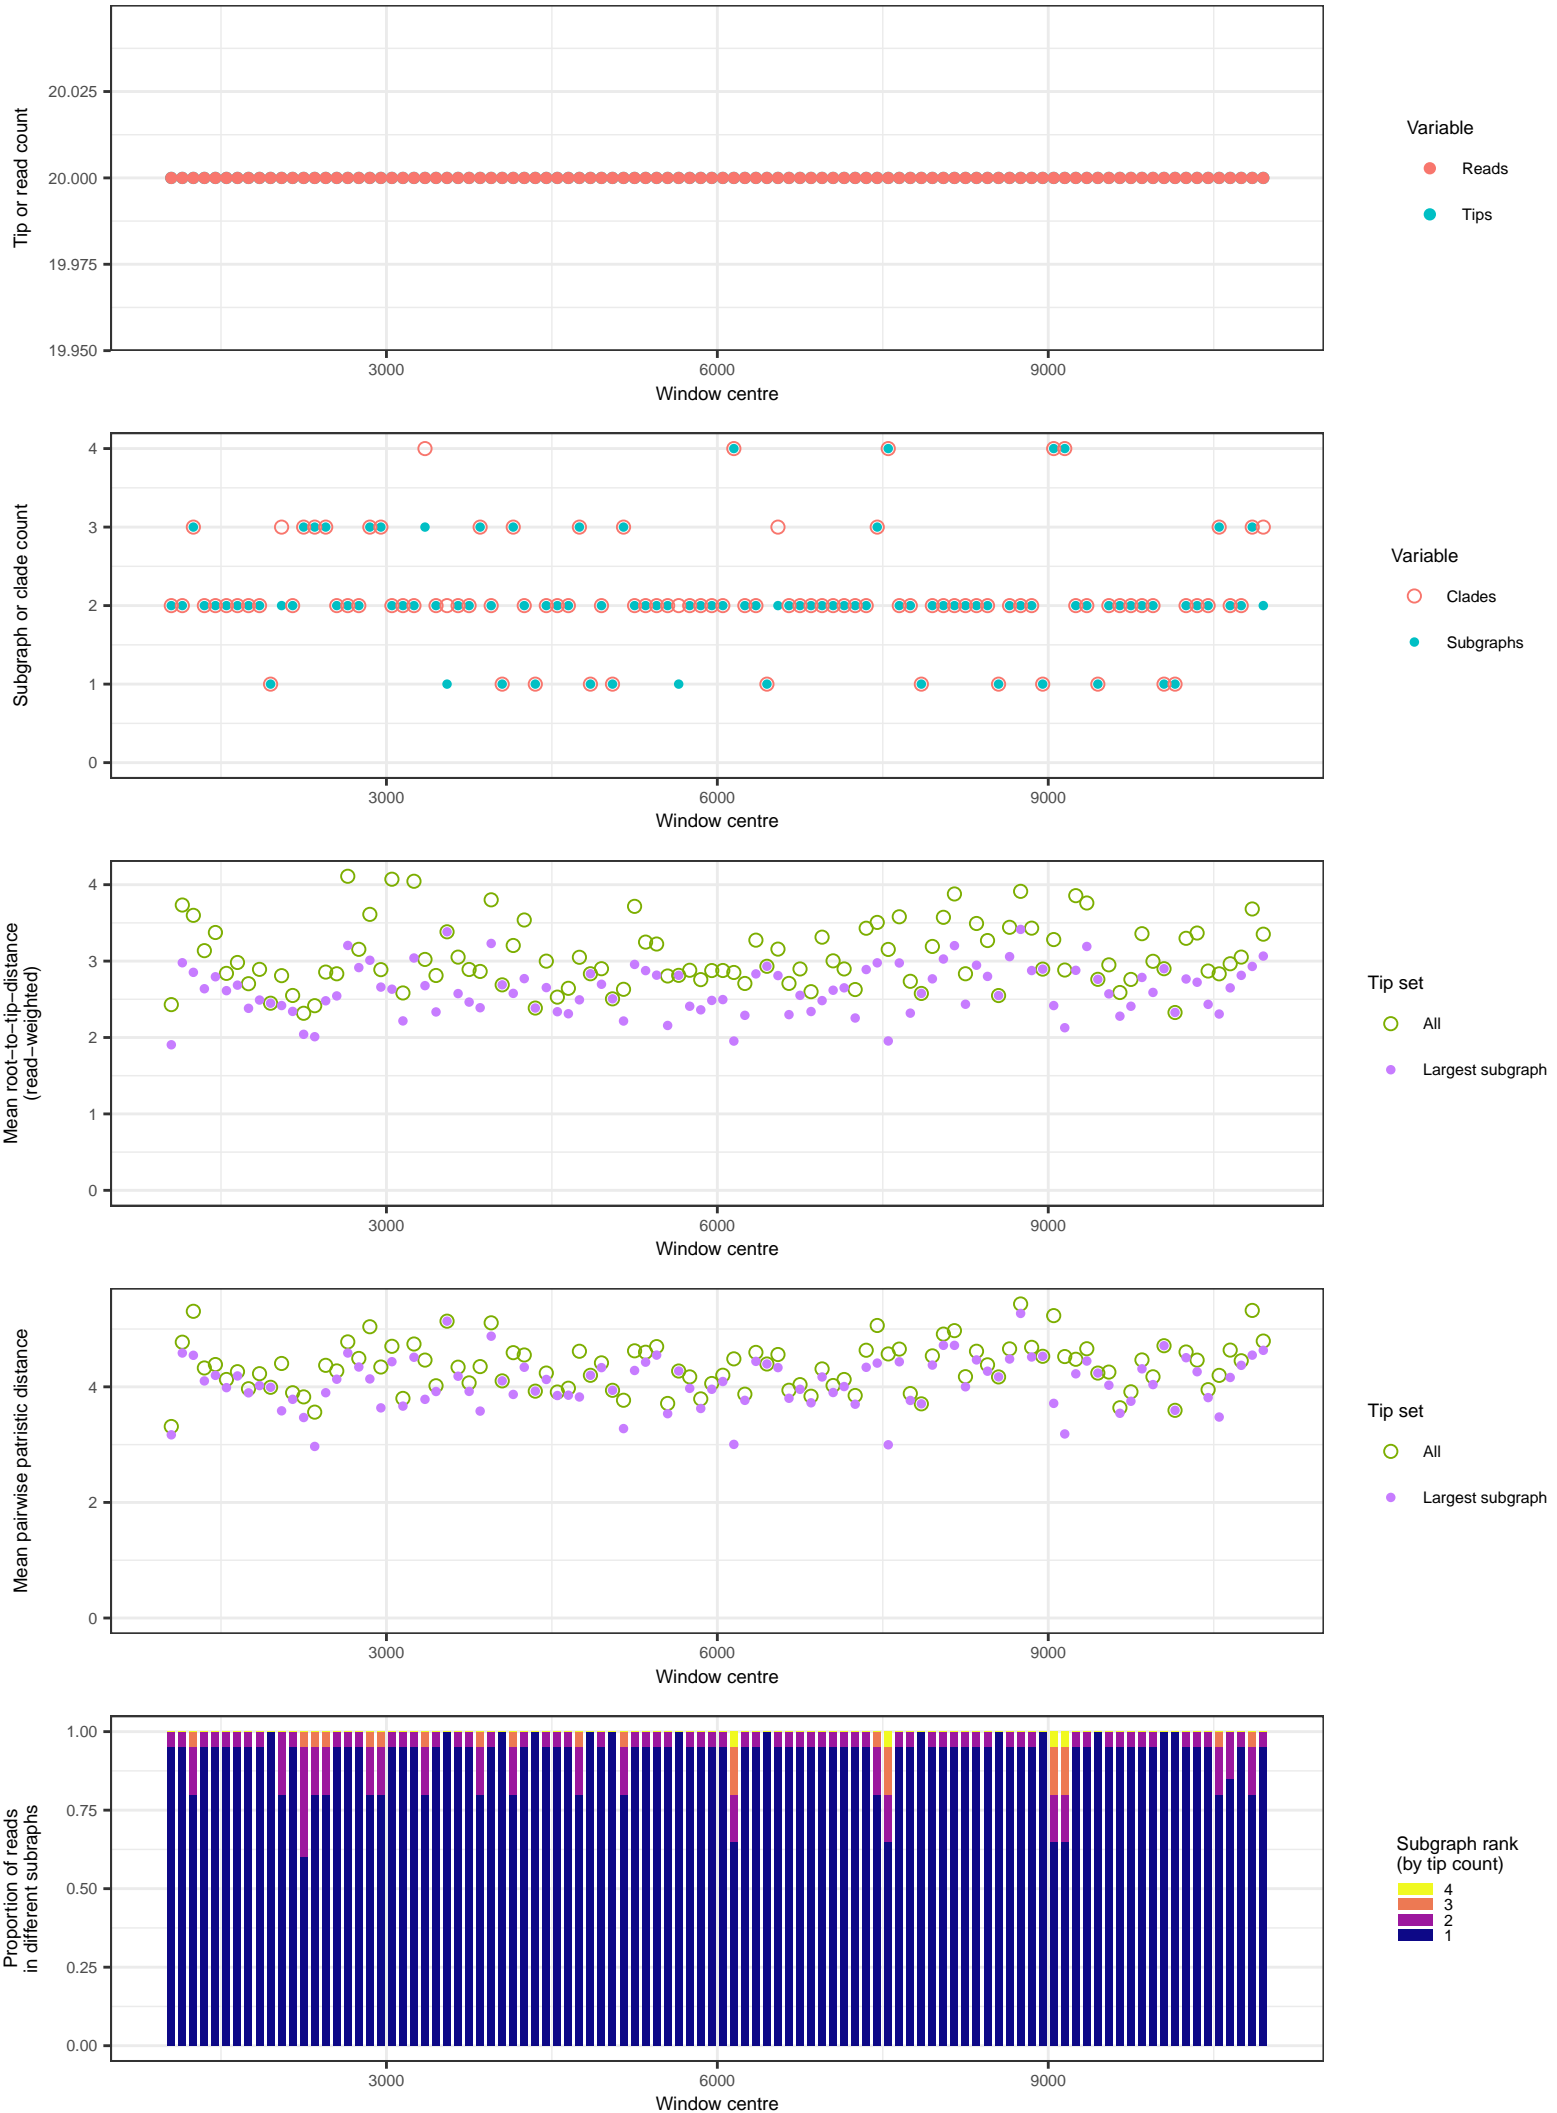 Tip or read count
20.025
20.000
19.975
19.950
3000
6000
9000
Window centre
Variable
Reads
Tips
Subgraph or clade count
4
3
2
1
0
3000
6000
9000
Window centre
Variable
Clades
Subgraphs
Mean root−to−tip−distance
(read−weighted)
4
3
2
1
0
3000
6000
9000
Window centre
Tip set
All
Largest subgraph
Mean pairwise patristic distance
4
2
0
3000
6000
9000
Window centre
Tip set
All
Largest subgraph
Proportion of reads
in different subraphs
1.00
0.75
0.50
0.25
0.00
3000
6000
9000
Window centre
Subgraph rank
(by tip count)
4
3
2
1